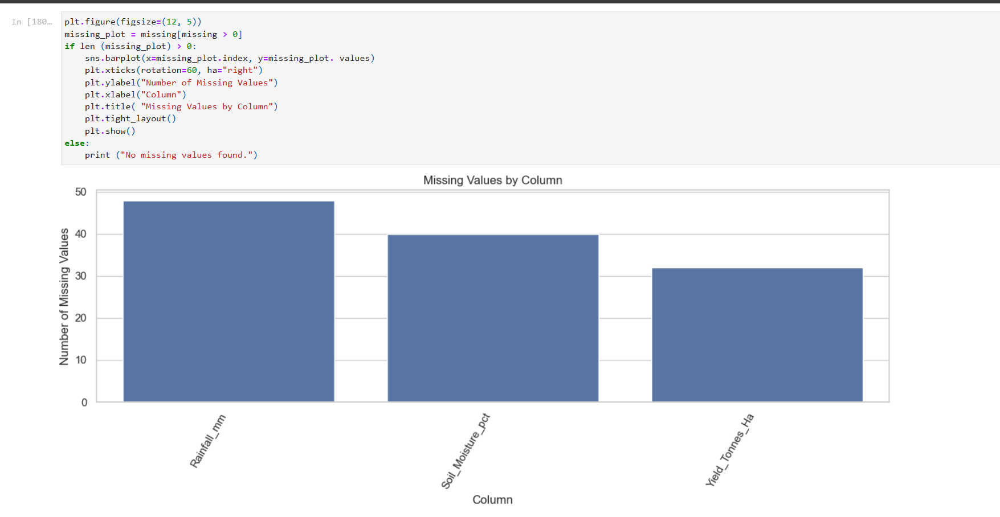 In [180…
plt.figure(figsize=(12, 5))
missing_plot = missing[missing > 0]
if len (missing_plot) > 0:
    sns.barplot(x=missing_plot.index, y=missing_plot. values)
    plt.xticks(rotation=60, ha="right")
    plt.ylabel("Number of Missing Values")
    plt.xlabel("Column")
    plt.title( "Missing Values by Column")
    plt.tight_layout()
    plt.show()
else:
    print ("No missing values found.")
Missing Values by Column
Number of Missing Values
50
40
30
20
10
0
Rainfall_mm
Soil_Moisture_pct
Yield_Tonnes_Ha
Column